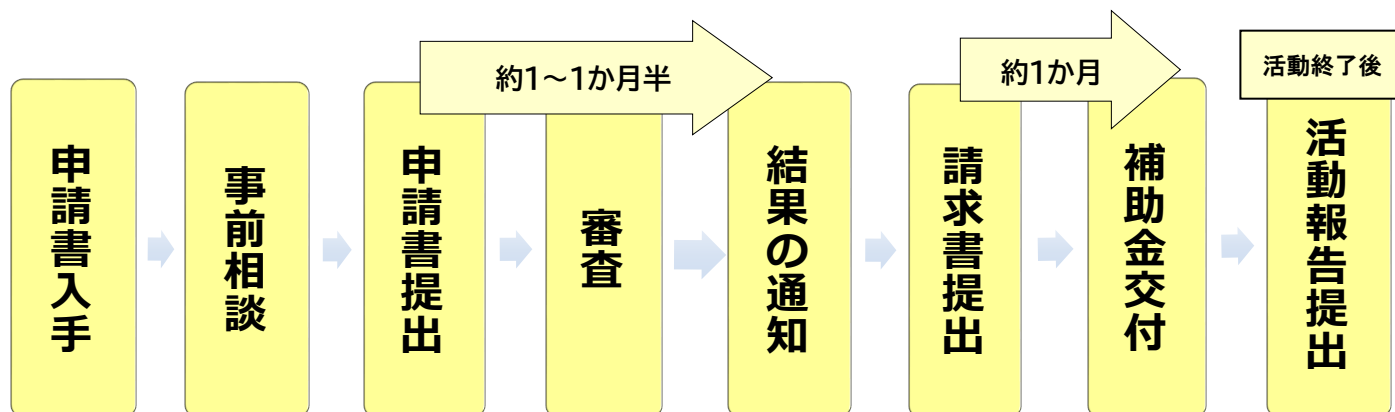 約1～1か月半
約1か月
活動終了後
申請書入手
事前相談
申請書提出
審査
結果の通知
請求書提出
補助金交付
活動報告提出